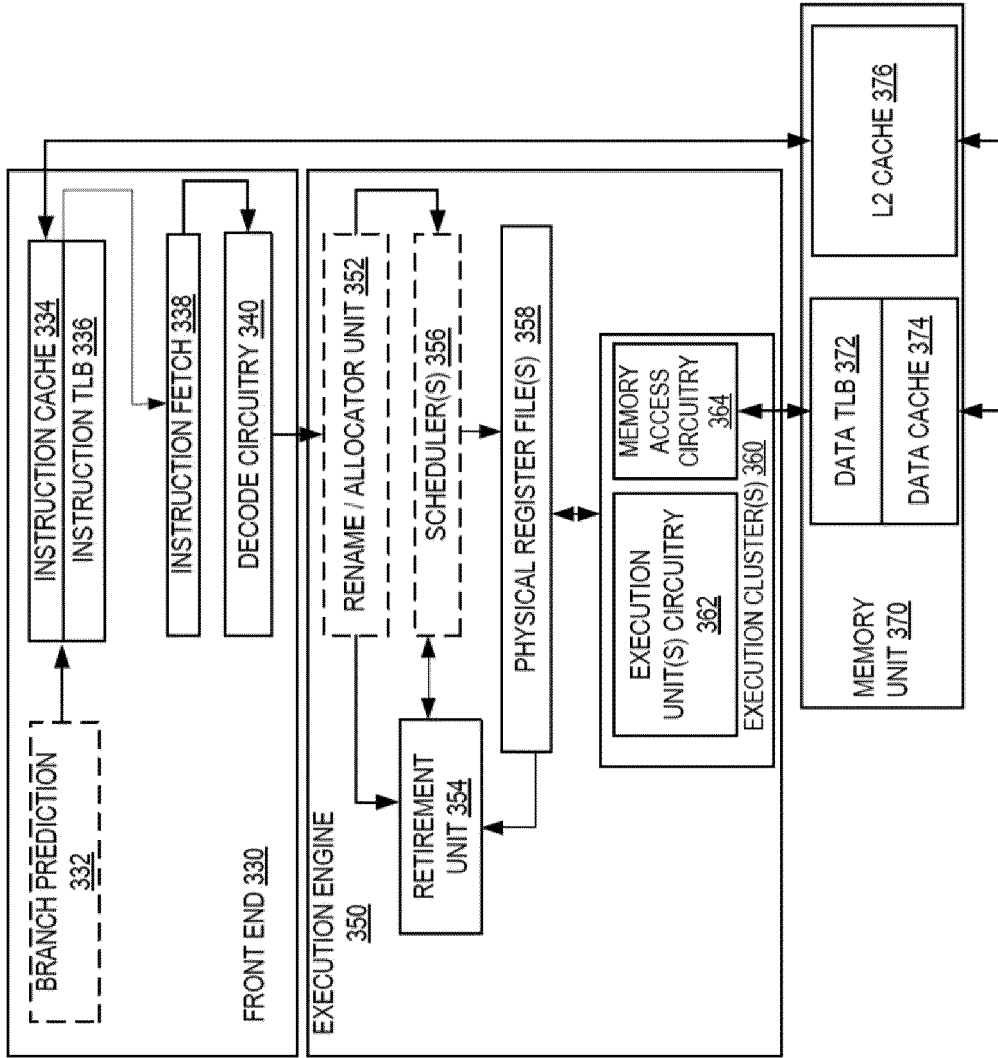 BRANCH PREDICTION
332
INSTRUCTION CACHE 334
INSTRUCTION TLB 336
INSTRUCTION FETCH 338
DECODE CIRCUITRY 340
FRONT END 330
EXECUTION ENGINE
350
RENAME / ALLOCATOR UNIT 352
SCHEDULER(S) 356
RETIREMENT
UNIT 354
PHYSICAL REGISTER FILE(S) 358
EXECUTION
UNIT(S) CIRCUITRY
362
MEMORY
ACCESS
CIRCUITRY
364
EXECUTION CLUSTER(S) 360
MEMORY
UNIT 370
DATA TLB 372
DATA CACHE 374
L2 CACHE 376